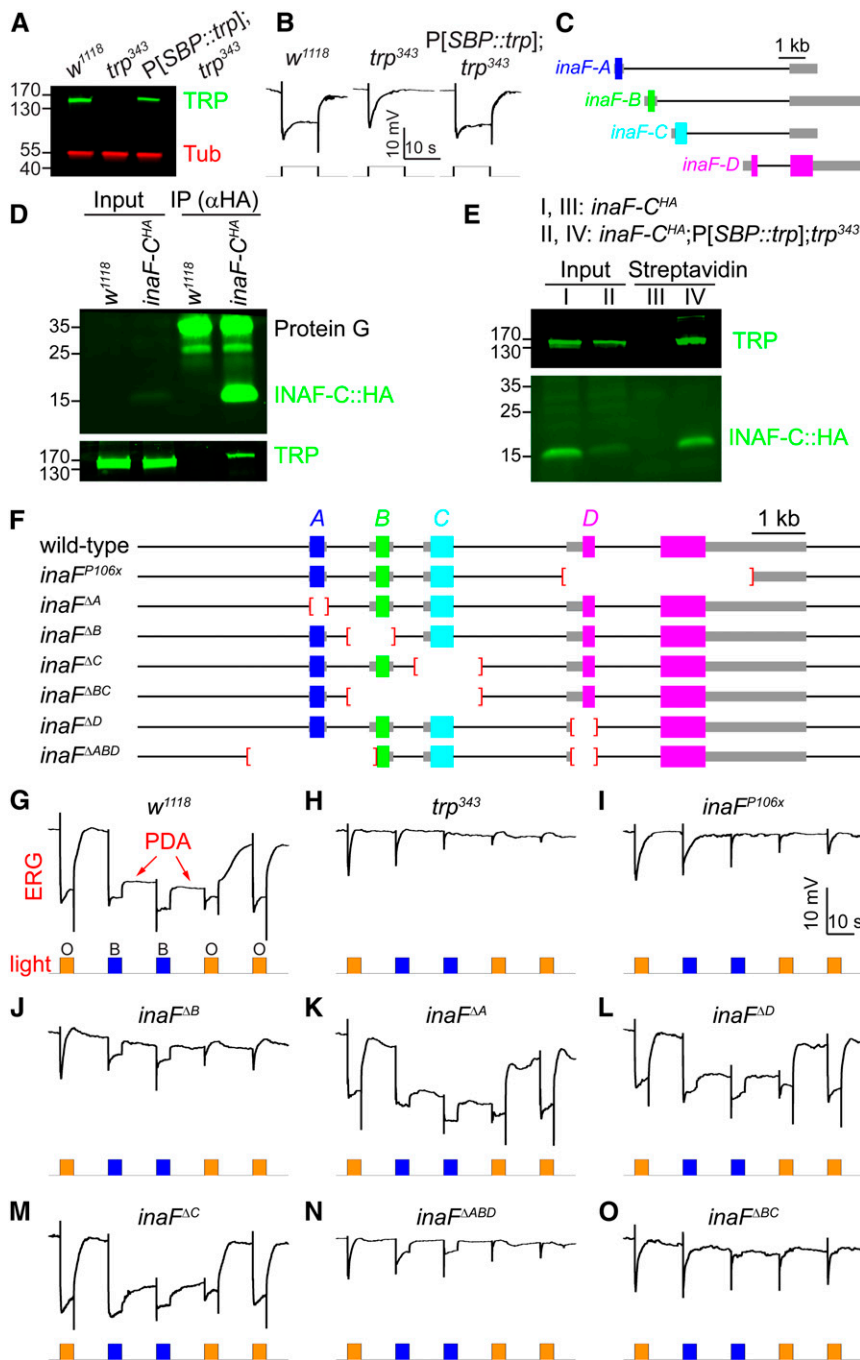 A
w1118
trp343
P[SBP::trp];
trp343
170
130
TRP
55
40
Tub
B
w1118
trp343
P[SBP::trp];
trp343
10 mV
10 s
C
1 kb
inaF-A
inaF-B
inaF-C
inaF-D
D
Input
IP (αHA)
w1118
inaF-CHA
w1118
inaF-CHA
35
25
15
Protein G
INAF-C::HA
170
130
TRP
E
I, III: inaF-CHA
II, IV: inaF-CHA;P[SBP::trp];trp343
Input
Streptavidin
I
II
III
IV
170
130
TRP
35
25
15
INAF-C::HA
F
A
B
C
D
1 kb
wild-type
inaFP106x
inaFΔA
inaFΔB
inaFΔC
inaFΔBC
inaFΔD
inaFΔABD
G
w1118
PDA
ERG
O
B
B
O
O
light
H
trp343
I
inaFP106x
10 mV
10 s
J
inaFΔB
K
inaFΔA
L
inaFΔD
M
inaFΔC
N
inaFΔABD
O
inaFΔBC